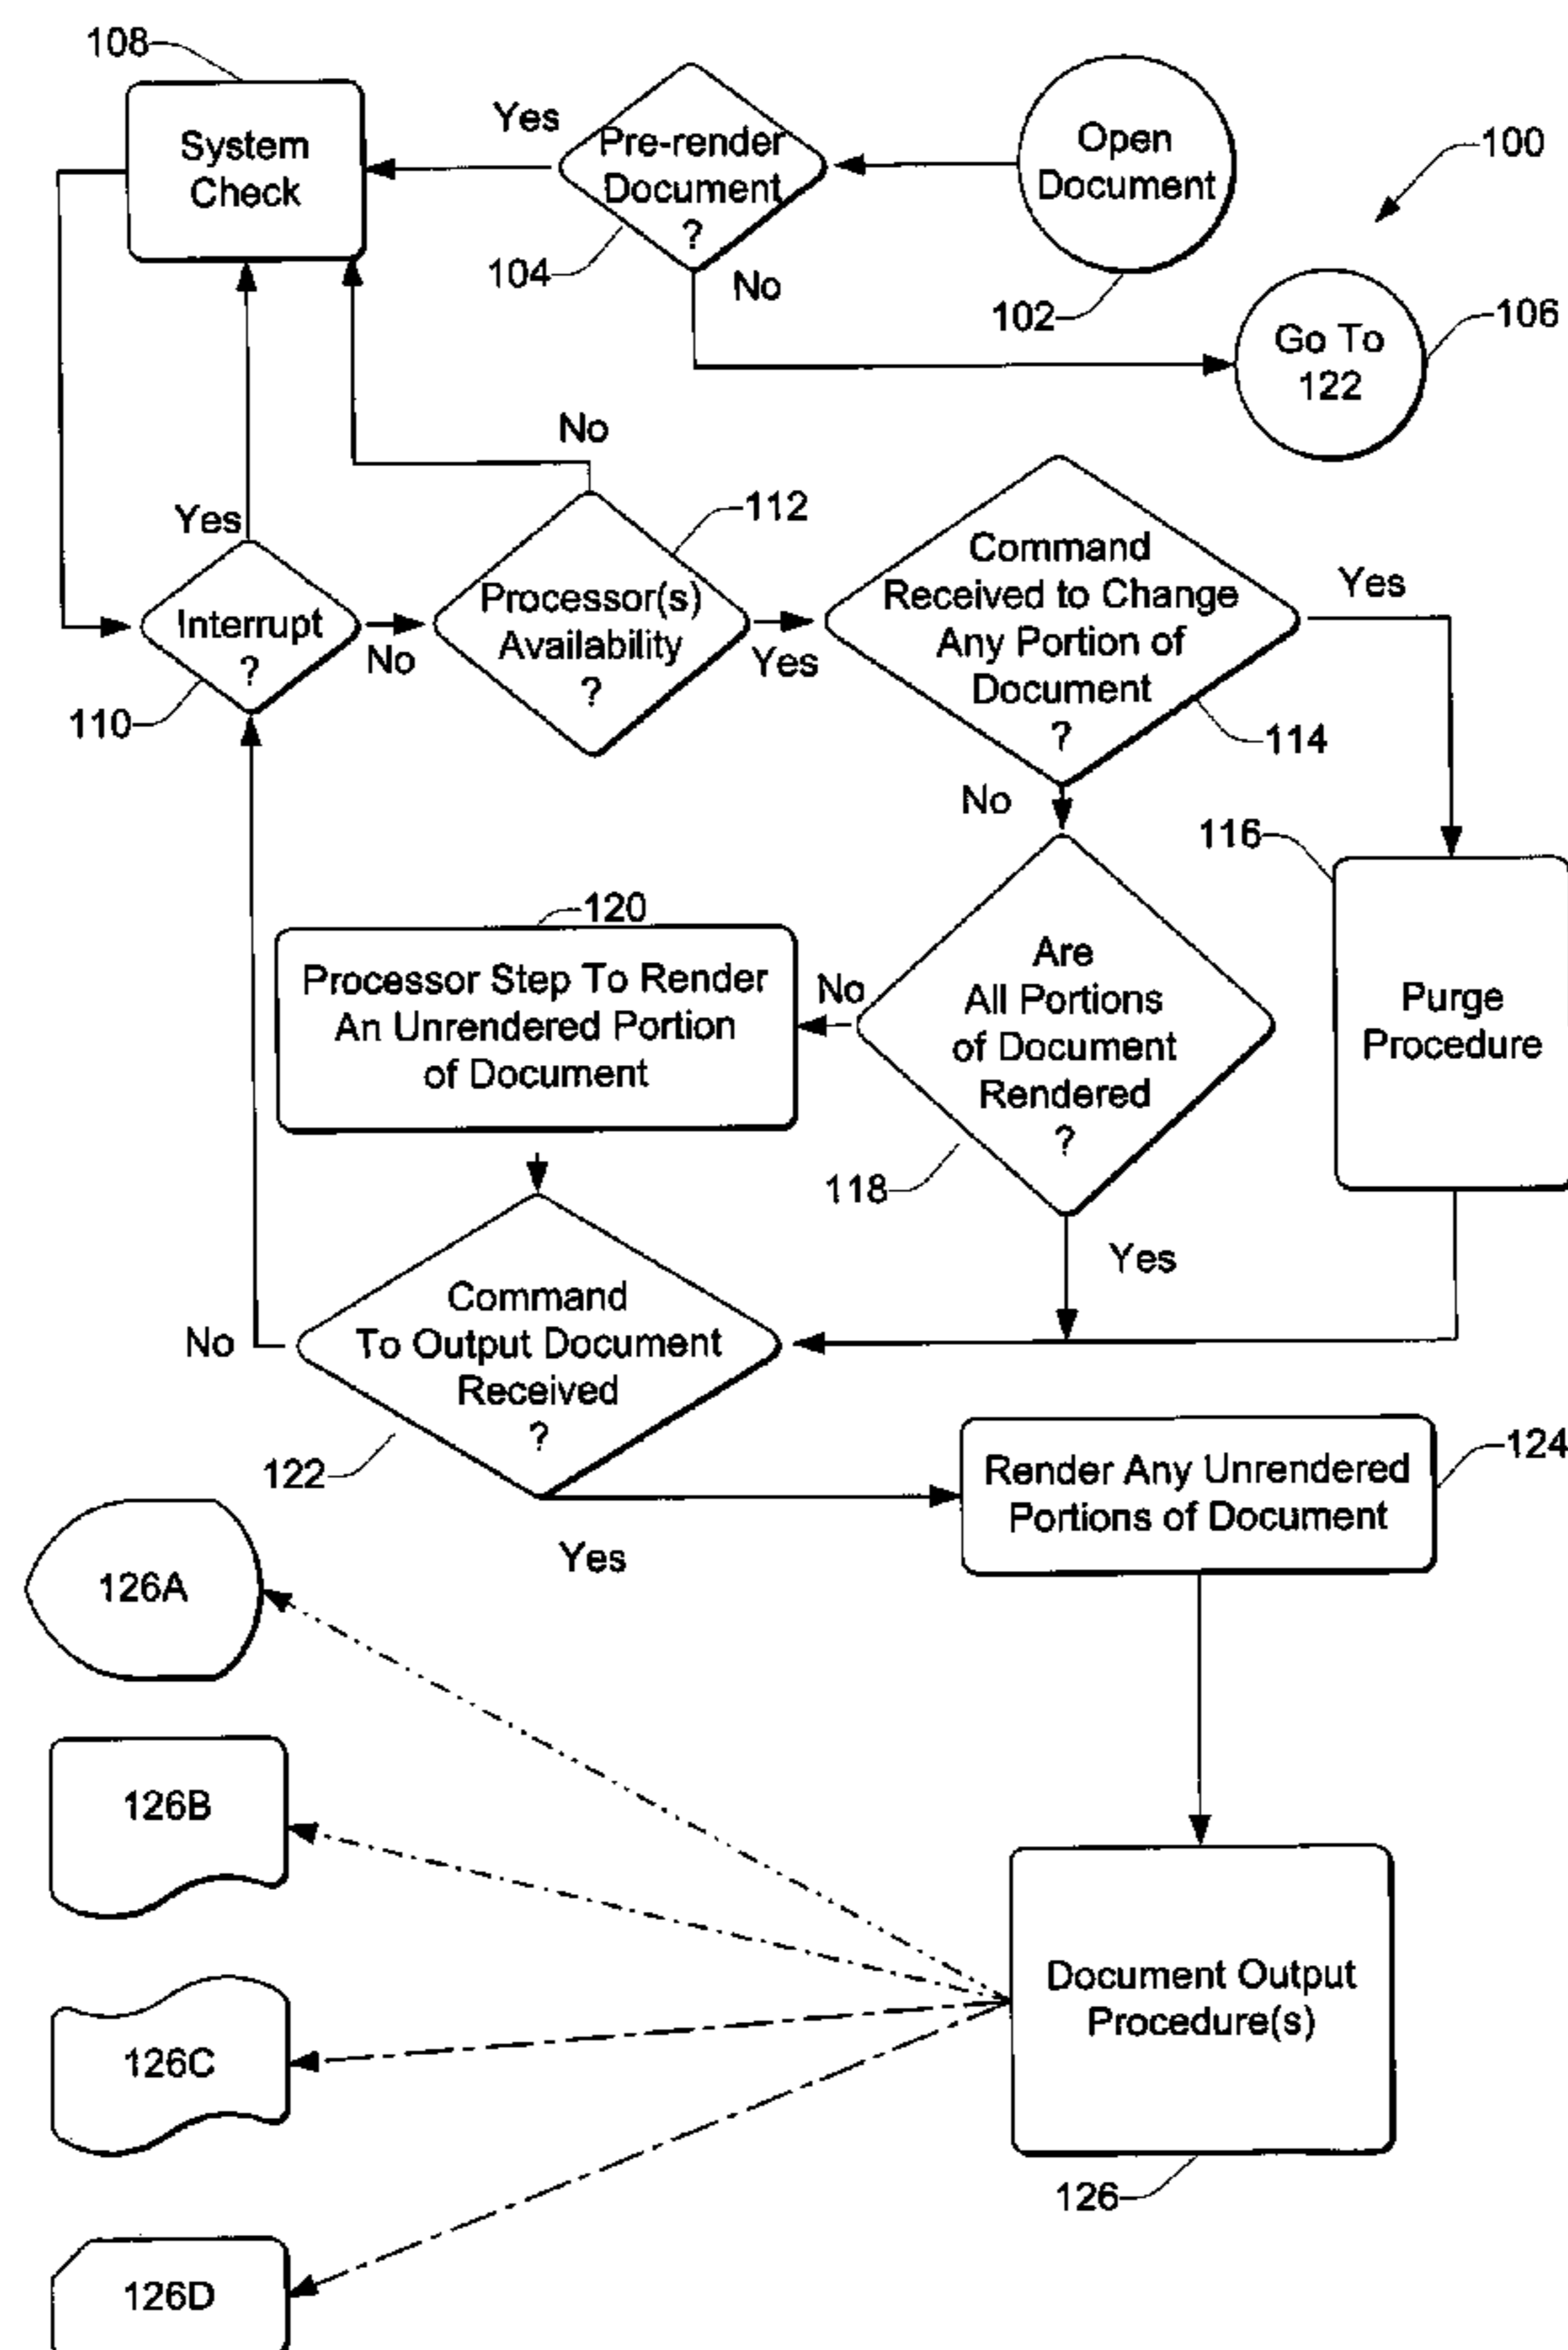 108
System
Check
Yes
Pre-render
Document
?
104
No
Open
Document
102
100
Go To
122
106
No
Yes
Interrupt
?
110
No
Processor(s)
Availability
?
112
Yes
Command
Received to Change
Any Portion of
Document
?
114
Yes
No
116
Purge
Procedure
120
Processor Step To Render
An Unrendered Portion
of Document
No
Are
All Portions
of Document
Rendered
?
118
Yes
Command
To Output Document
Received
?
No
122
Yes
Render Any Unrendered
Portions of Document
124
126A
126B
126C
126D
Document Output
Procedure(s)
126